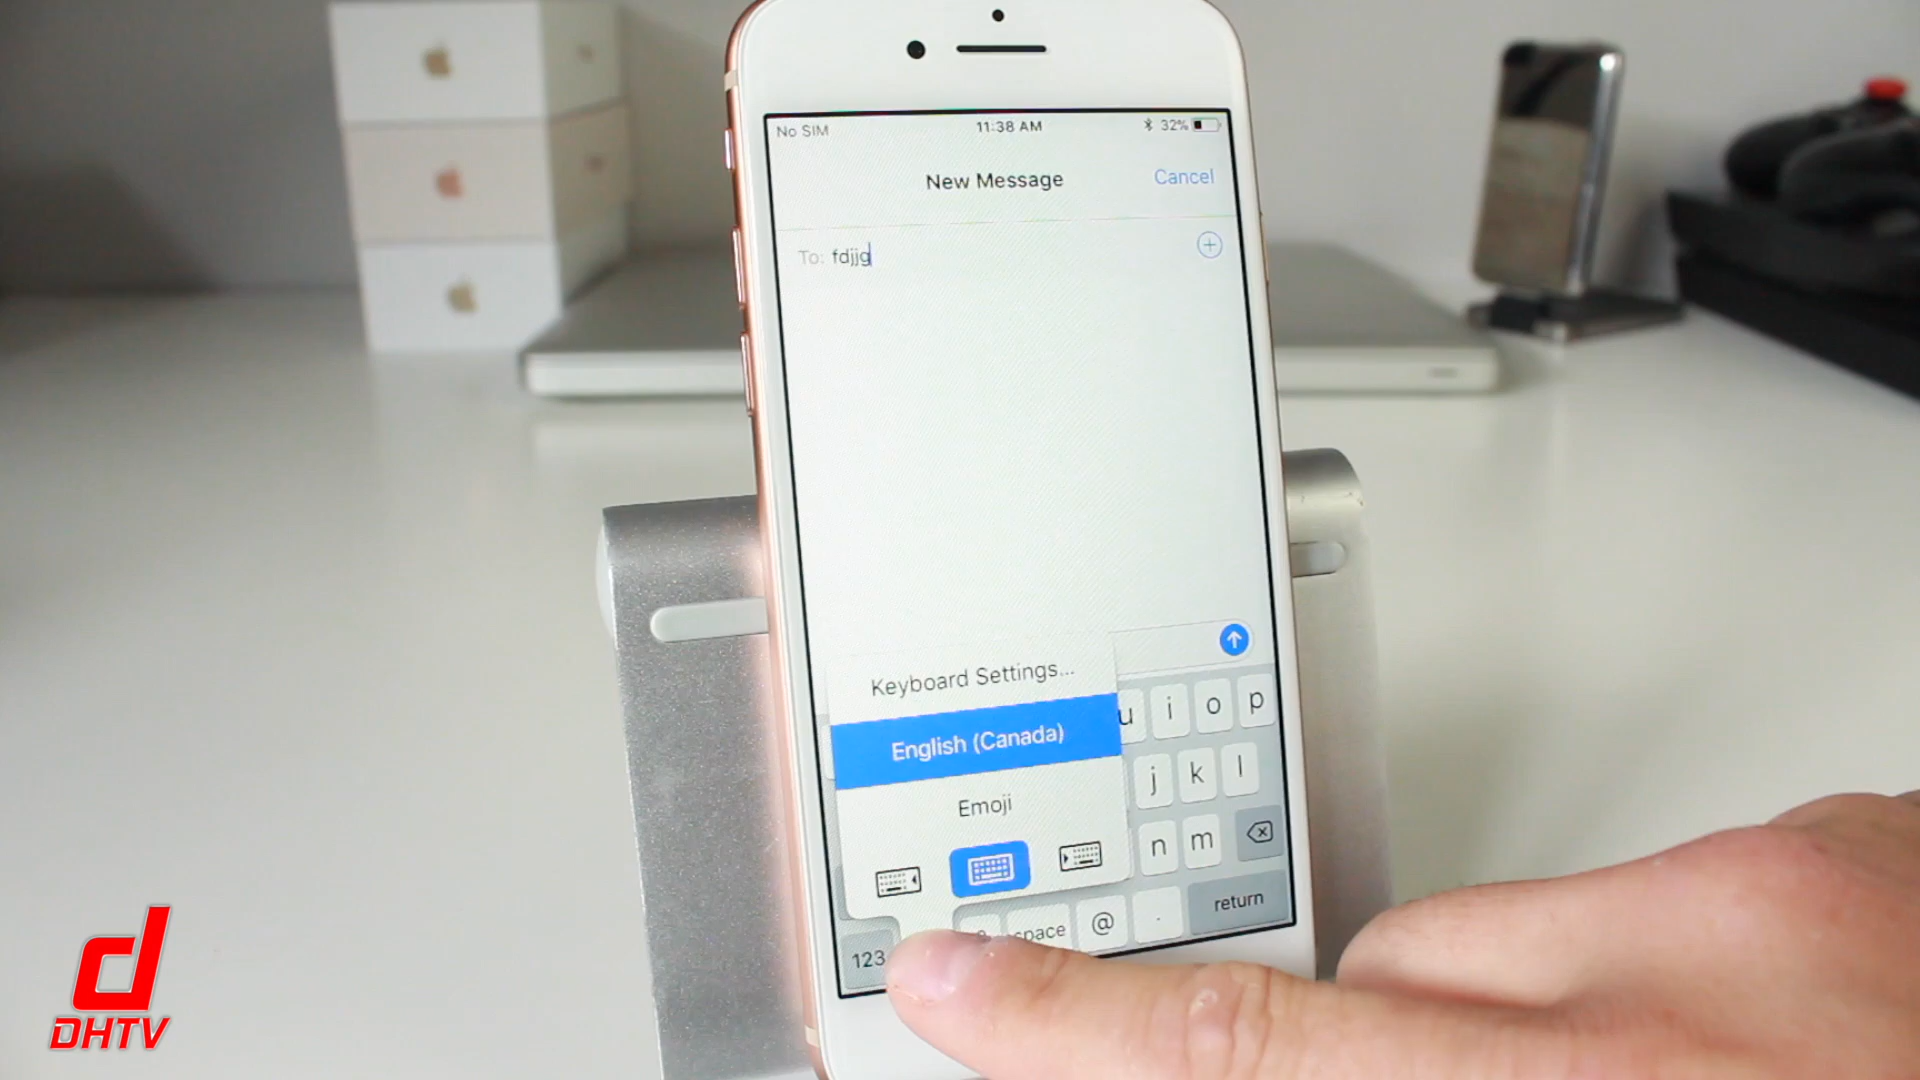 No SIM 11:38 AM 32%
New Message Cancel
To: fdjjg
Keyboard Settings...
English (Canada)
Emoji
u i o p
j k l
n m
123 space @ . return
DHTV